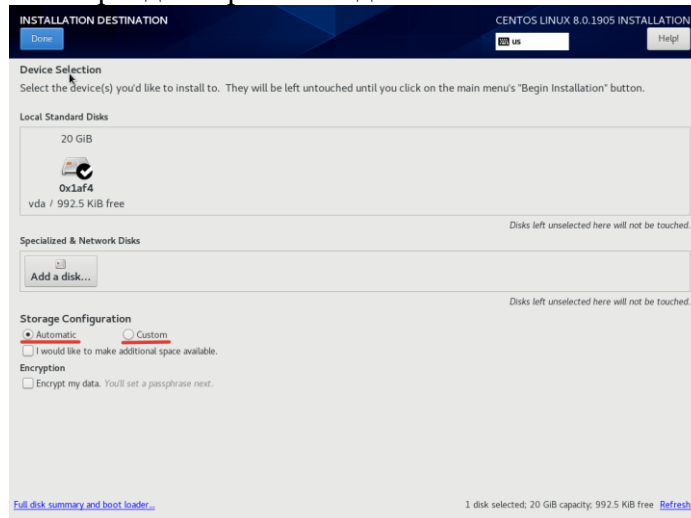 INSTALLATION DESTINATION
CENTOS LINUX 8.0.1905 INSTALLATION
Done
us
Help!
Device Selection
Select the device(s) you'd like to install to. They will be left untouched until you click on the main menu's "Begin Installation" button.
Local Standard Disks
20 GiB
0x1af4
vda / 992.5 KiB free
Disks left unselected here will not be touched.
Specialized & Network Disks
Add a disk...
Disks left unselected here will not be touched.
Storage Configuration
Automatic
Custom
I would like to make additional space available.
Encryption
Encrypt my data. You'll set a passphrase next.
Full disk summary and boot loader...
1 disk selected; 20 GiB capacity; 992.5 KiB free Refresh